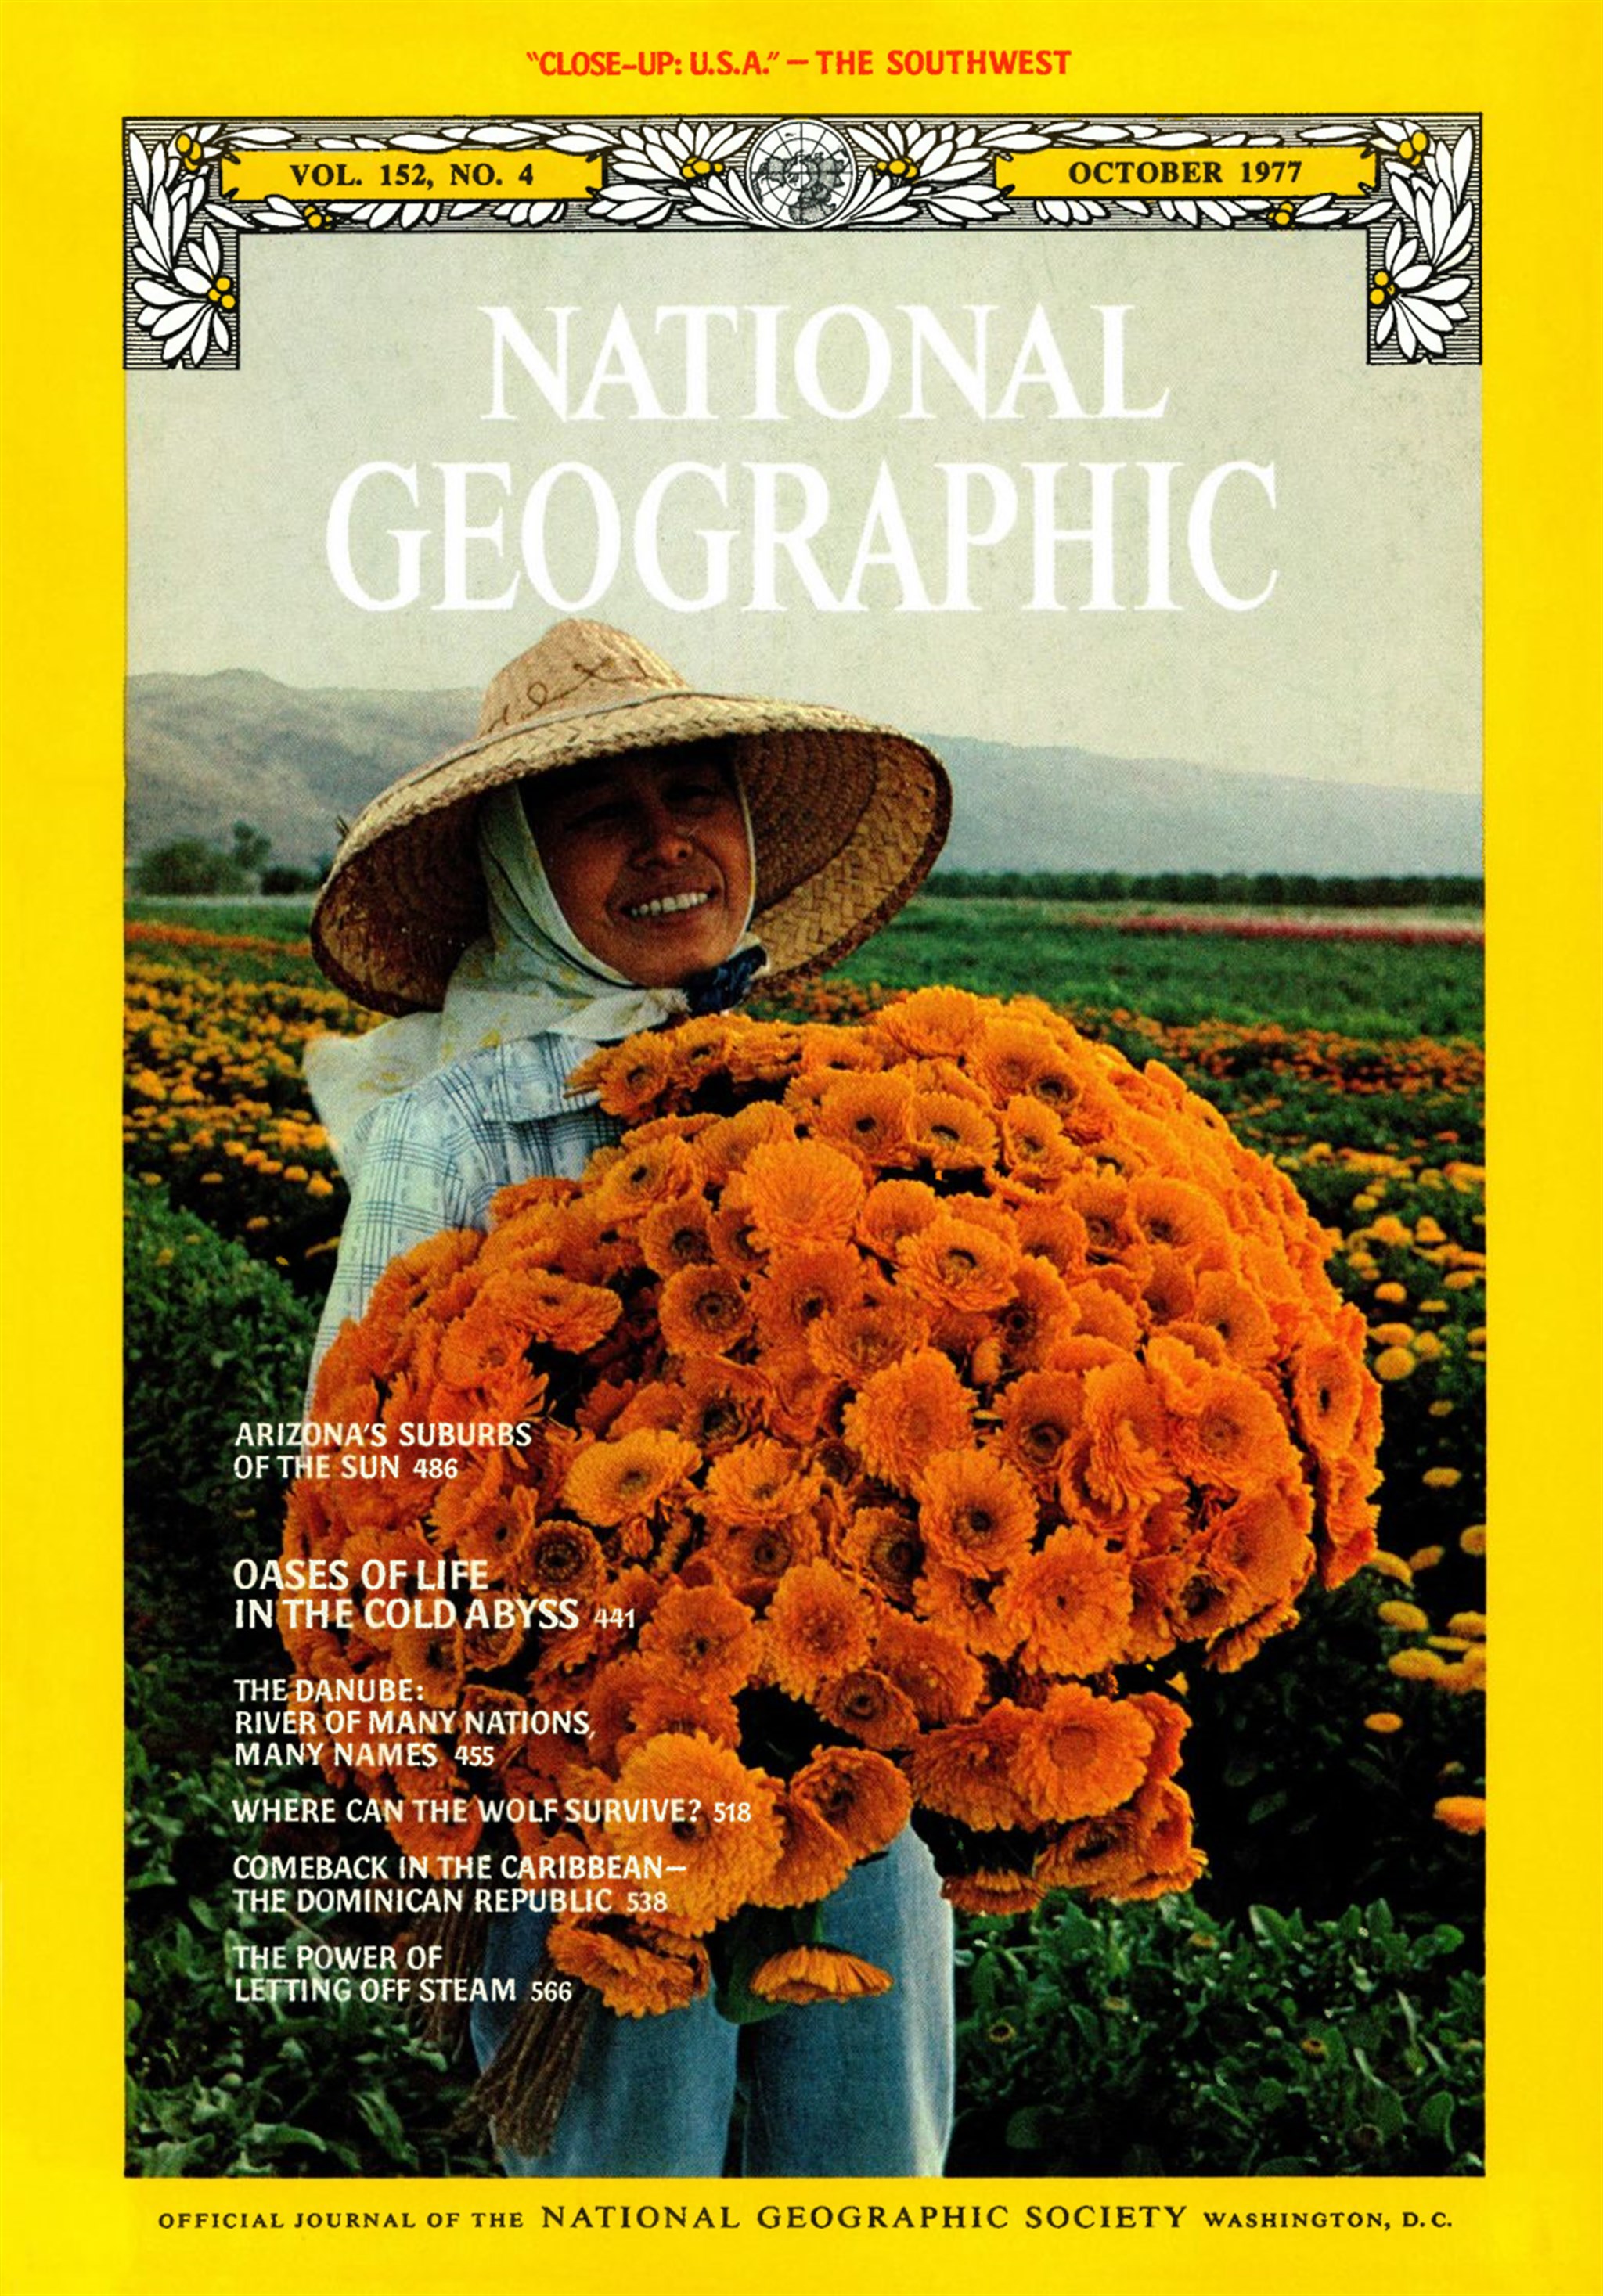 "CLOSE-UP: U.S.A." — THE SOUTHWEST
VOL. 152, NO. 4
OCTOBER 1977
NATIONAL
GEOGRAPHIC
ARIZONA'S SUBURBS
OF THE SUN 486
OASES OF LIFE
IN THE COLD ABYSS 441
THE DANUBE:
RIVER OF MANY NATIONS,
MANY NAMES 455
WHERE CAN THE WOLF SURVIVE? 518
COMEBACK IN THE CARIBBEAN—
THE DOMINICAN REPUBLIC 538
THE POWER OF
LETTING OFF STEAM 566
OFFICIAL JOURNAL OF THE NATIONAL GEOGRAPHIC SOCIETY WASHINGTON, D.C.